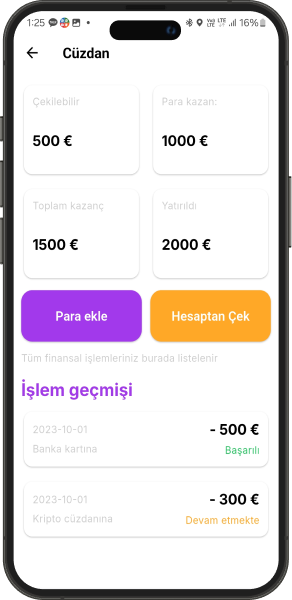 1:25 16%
Cüzdan
Çekilebilir Para kazan:
500 € 1000 €
Toplam kazanç Yatırıldı
1500 € 2000 €
Para ekle Hesaptan Çek
Tüm finansal işlemleriniz burada listelenir
İşlem geçmişi
2023-10-01 - 500 €
Banka kartına Başarılı
2023-10-01 - 300 €
Kripto cüzdanına Devam etmekte